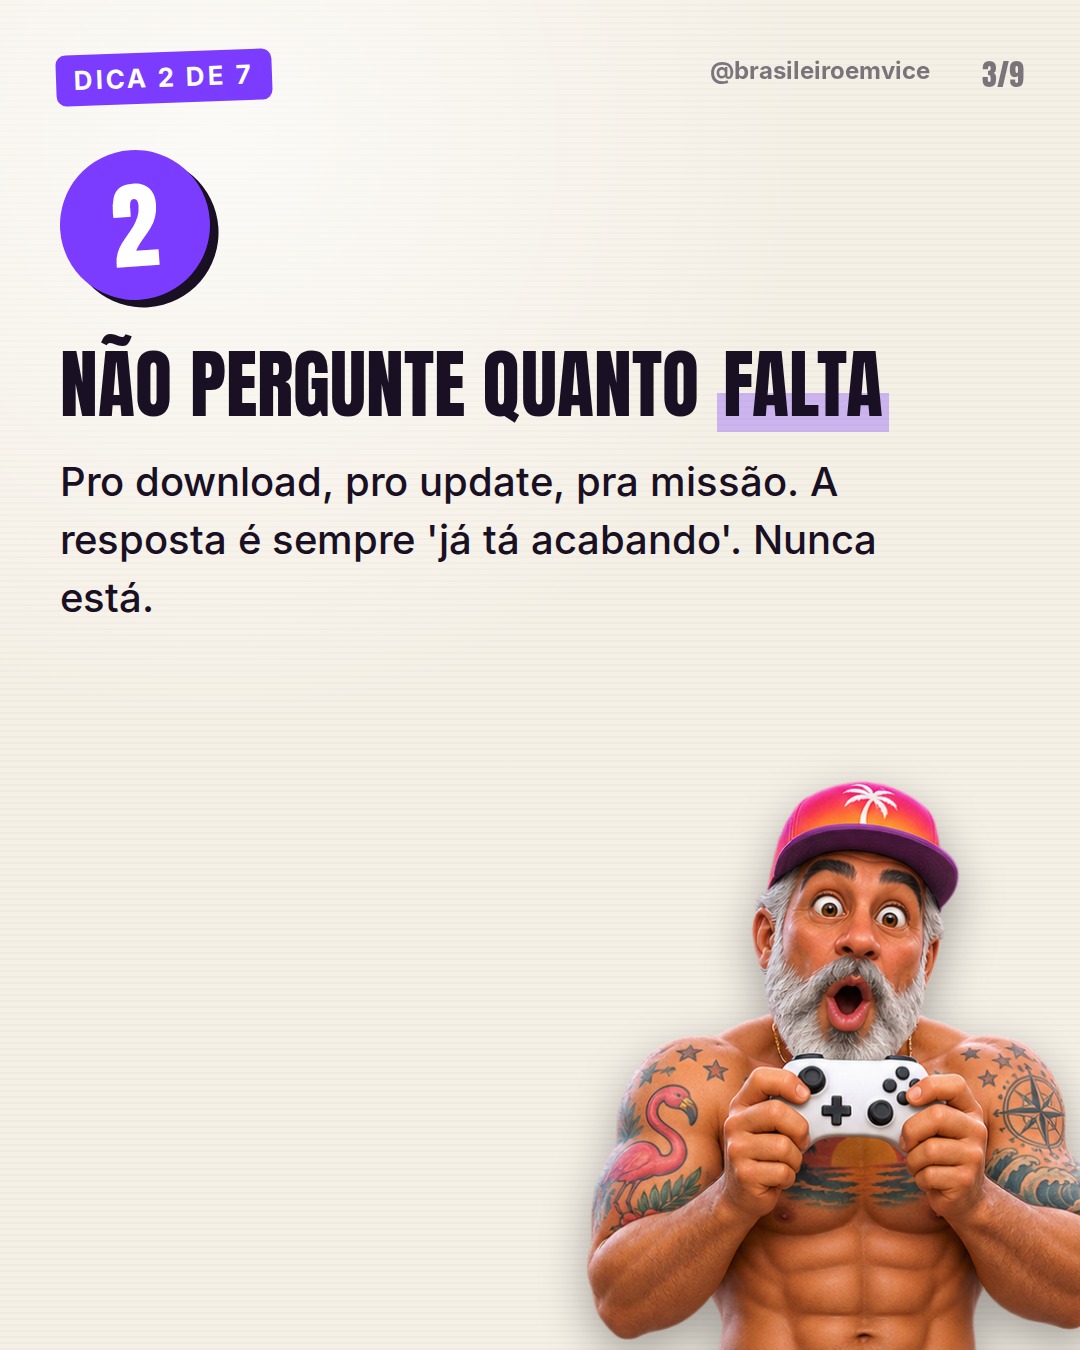 DICA 2 DE 7
@brasileiroemvice
3/9
2
NÃO PERGUNTE QUANTO FALTA
Pro download, pro update, pra missão. A
resposta é sempre 'já tá acabando'. Nunca
está.